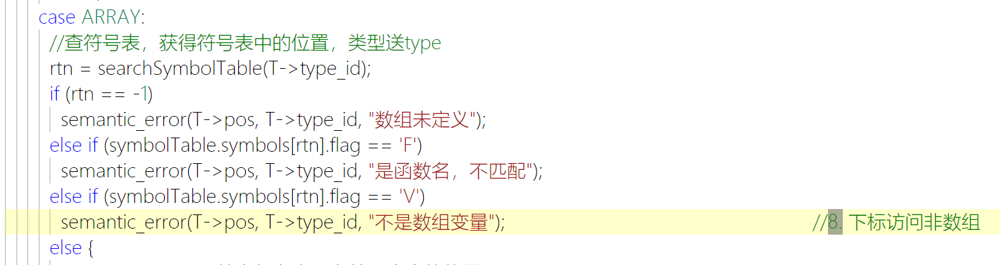 case ARRAY:
//查符号表，获得符号表中的位置，类型送type
rtn = searchSymbolTable(T->type_id);
if (rtn == -1)
semantic_error(T->pos, T->type_id, "数组未定义");
else if (symbolTable.symbols[rtn].flag == 'F')
semantic_error(T->pos, T->type_id, "是函数名，不匹配");
else if (symbolTable.symbols[rtn].flag == 'V')
semantic_error(T->pos, T->type_id, "不是数组变量"); //8. 下标访问非数组
else {